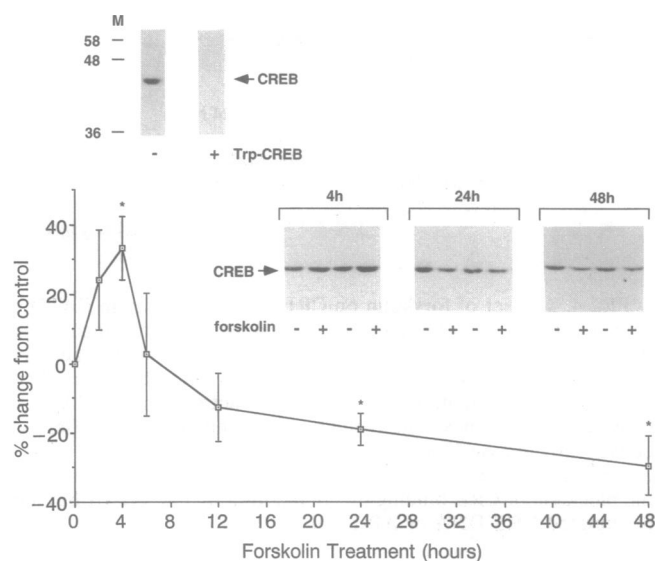 M
58 —
48 —
CREB
36 —
- + Trp-CREB
4h 24h 48h
CREB
forskolin - + - + - + - + - + - +
% change from control
40
20
0
−20
−40
* * *
0 4 8 12 16 20 24 28 32 36 40 44 48
Forskolin Treatment (hours)